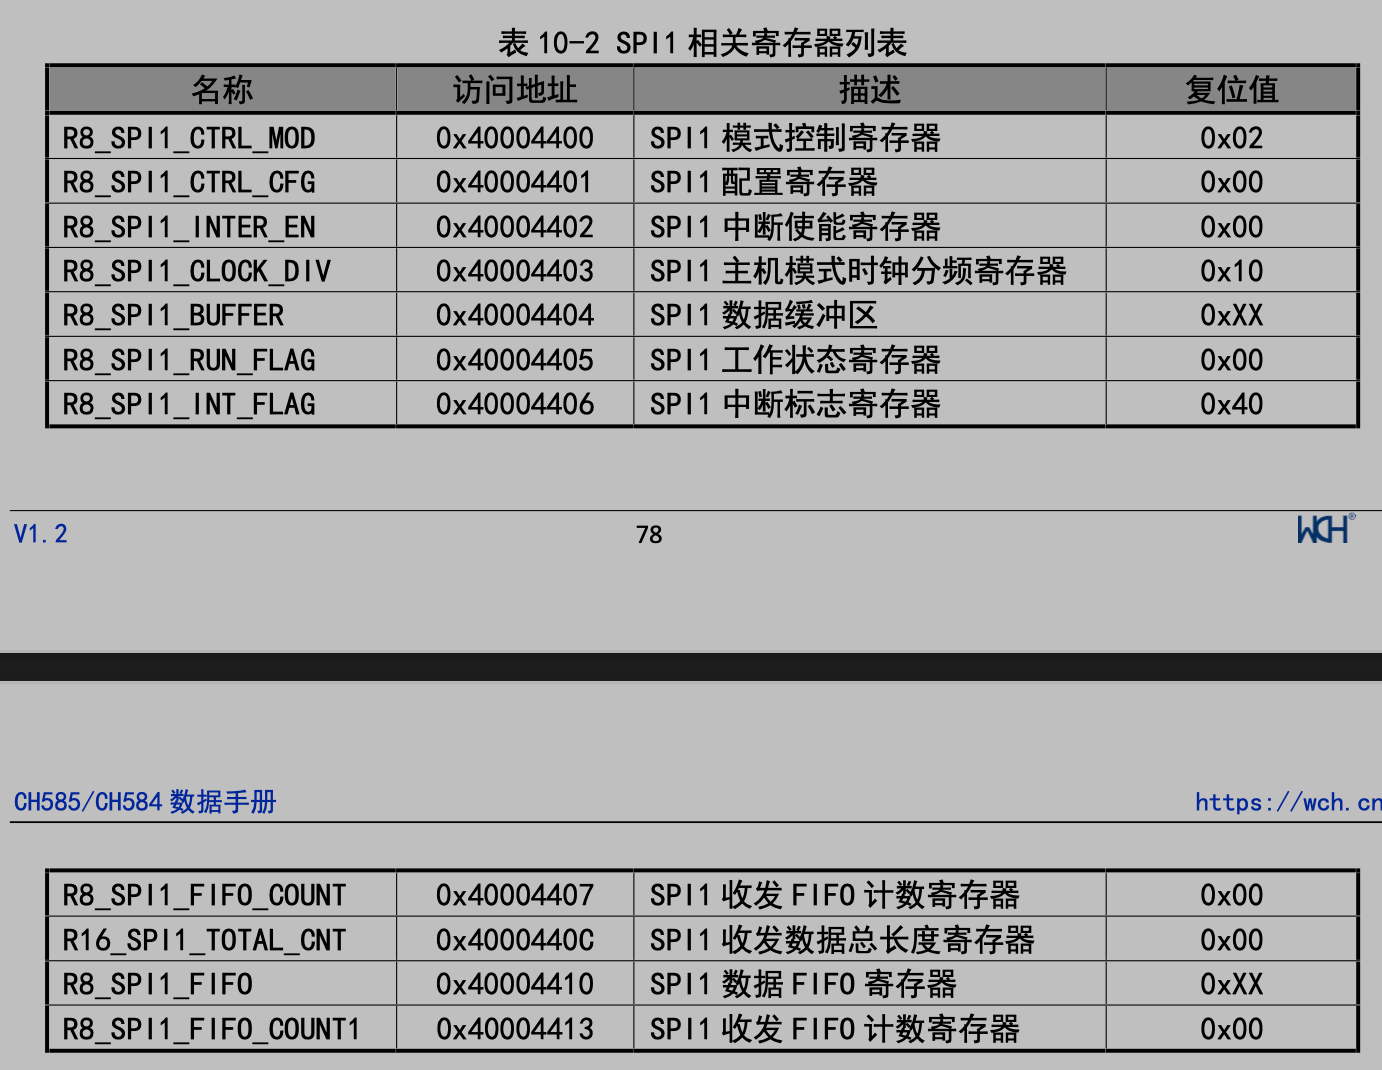 表 10-2 SPI1 相关寄存器列表
名称 访问地址 描述 复位值
R8_SPI1_CTRL_MOD 0x40004400 SPI1 模式控制寄存器 0x02
R8_SPI1_CTRL_CFG 0x40004401 SPI1 配置寄存器 0x00
R8_SPI1_INTER_EN 0x40004402 SPI1 中断使能寄存器 0x00
R8_SPI1_CLOCK_DIV 0x40004403 SPI1 主机模式时钟分频寄存器 0x10
R8_SPI1_BUFFER 0x40004404 SPI1 数据缓冲区 0xXX
R8_SPI1_RUN_FLAG 0x40004405 SPI1 工作状态寄存器 0x00
R8_SPI1_INT_FLAG 0x40004406 SPI1 中断标志寄存器 0x40
V1.2 78 WCH®
CH585/CH584 数据手册 https://wch.cn
R8_SPI1_FIFO_COUNT 0x40004407 SPI1 收发 FIFO 计数寄存器 0x00
R16_SPI1_TOTAL_CNT 0x4000440C SPI1 收发数据总长度寄存器 0x00
R8_SPI1_FIFO 0x40004410 SPI1 数据 FIFO 寄存器 0xXX
R8_SPI1_FIFO_COUNT1 0x40004413 SPI1 收发 FIFO 计数寄存器 0x00